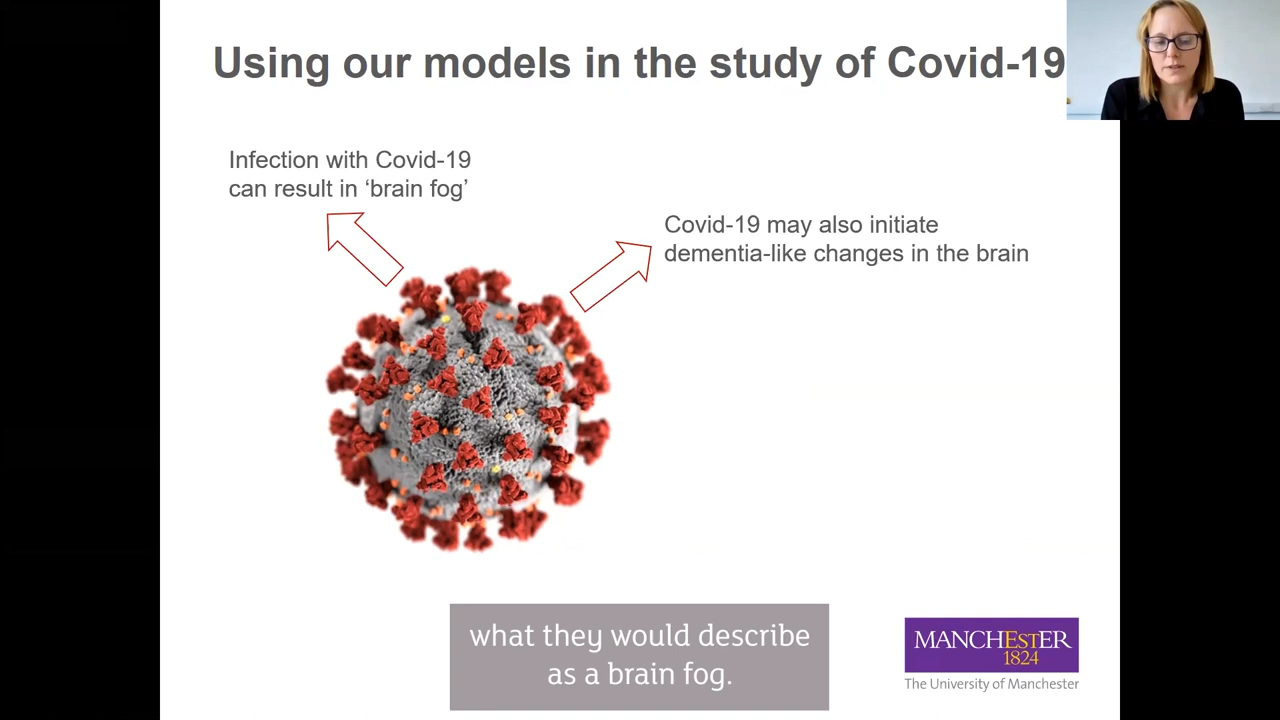 Using our models in the study of Covid-19
Infection with Covid-19
can result in ‘brain fog’
Covid-19 may also initiate
dementia-like changes in the brain
what they would describe
as a brain fog.
MANCHEsTER
1824
The University of Manchester